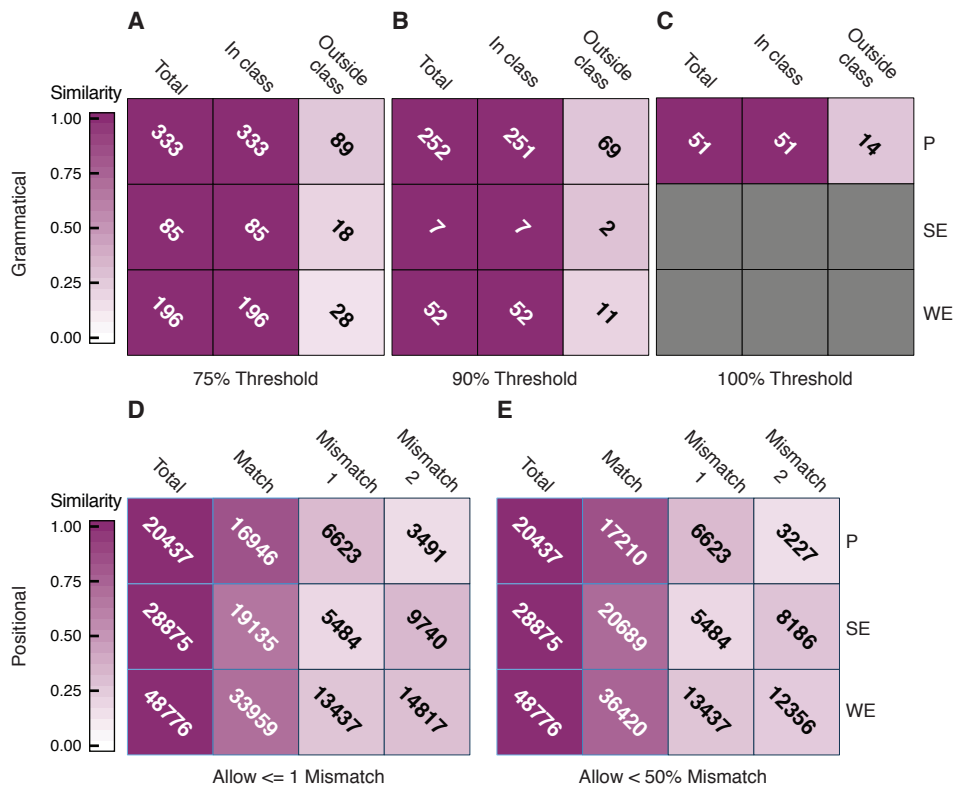 A
B
C
Total
In class
Outside
class
Total
In class
Outside
class
Total
In class
Outside
class
Similarity
1.00
0.75
0.50
0.25
0.00
Grammatical
333
333
89
252
251
69
51
51
14
P
85
85
18
7
7
2
SE
196
196
28
52
52
11
WE
75% Threshold
90% Threshold
100% Threshold
D
E
Total
Match
Mismatch
1
Mismatch
2
Total
Match
Mismatch
1
Mismatch
2
Similarity
1.00
0.75
0.50
0.25
0.00
Positional
20437
16946
6623
3491
20437
17210
6623
3227
P
28875
19135
5484
9740
28875
20689
5484
8186
SE
48776
33959
13437
14817
48776
36420
13437
12356
WE
Allow <= 1 Mismatch
Allow < 50% Mismatch